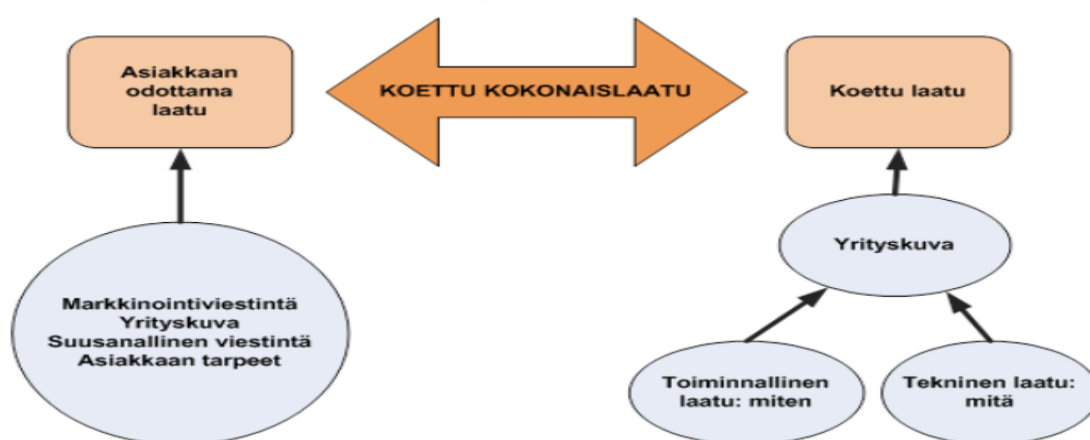 Asiakkaan
odottama
laatu
KOETTU KOKONAISLAATU
Koettu laatu
Yrityskuva
Markkinointiviestintä
Yrityskuva
Suusanallinen viestintä
Asiakkaan tarpeet
Toiminnallinen
laatu: miten
Tekninen laatu:
mitä